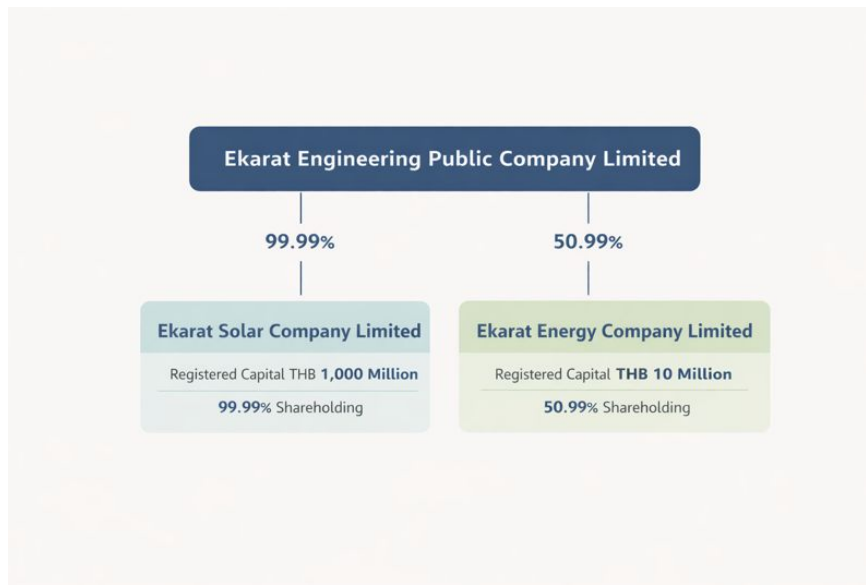 Ekarat Engineering Public Company Limited
99.99%
50.99%
Ekarat Solar Company Limited
Registered Capital THB 1,000 Million
99.99% Shareholding
Ekarat Energy Company Limited
Registered Capital THB 10 Million
50.99% Shareholding